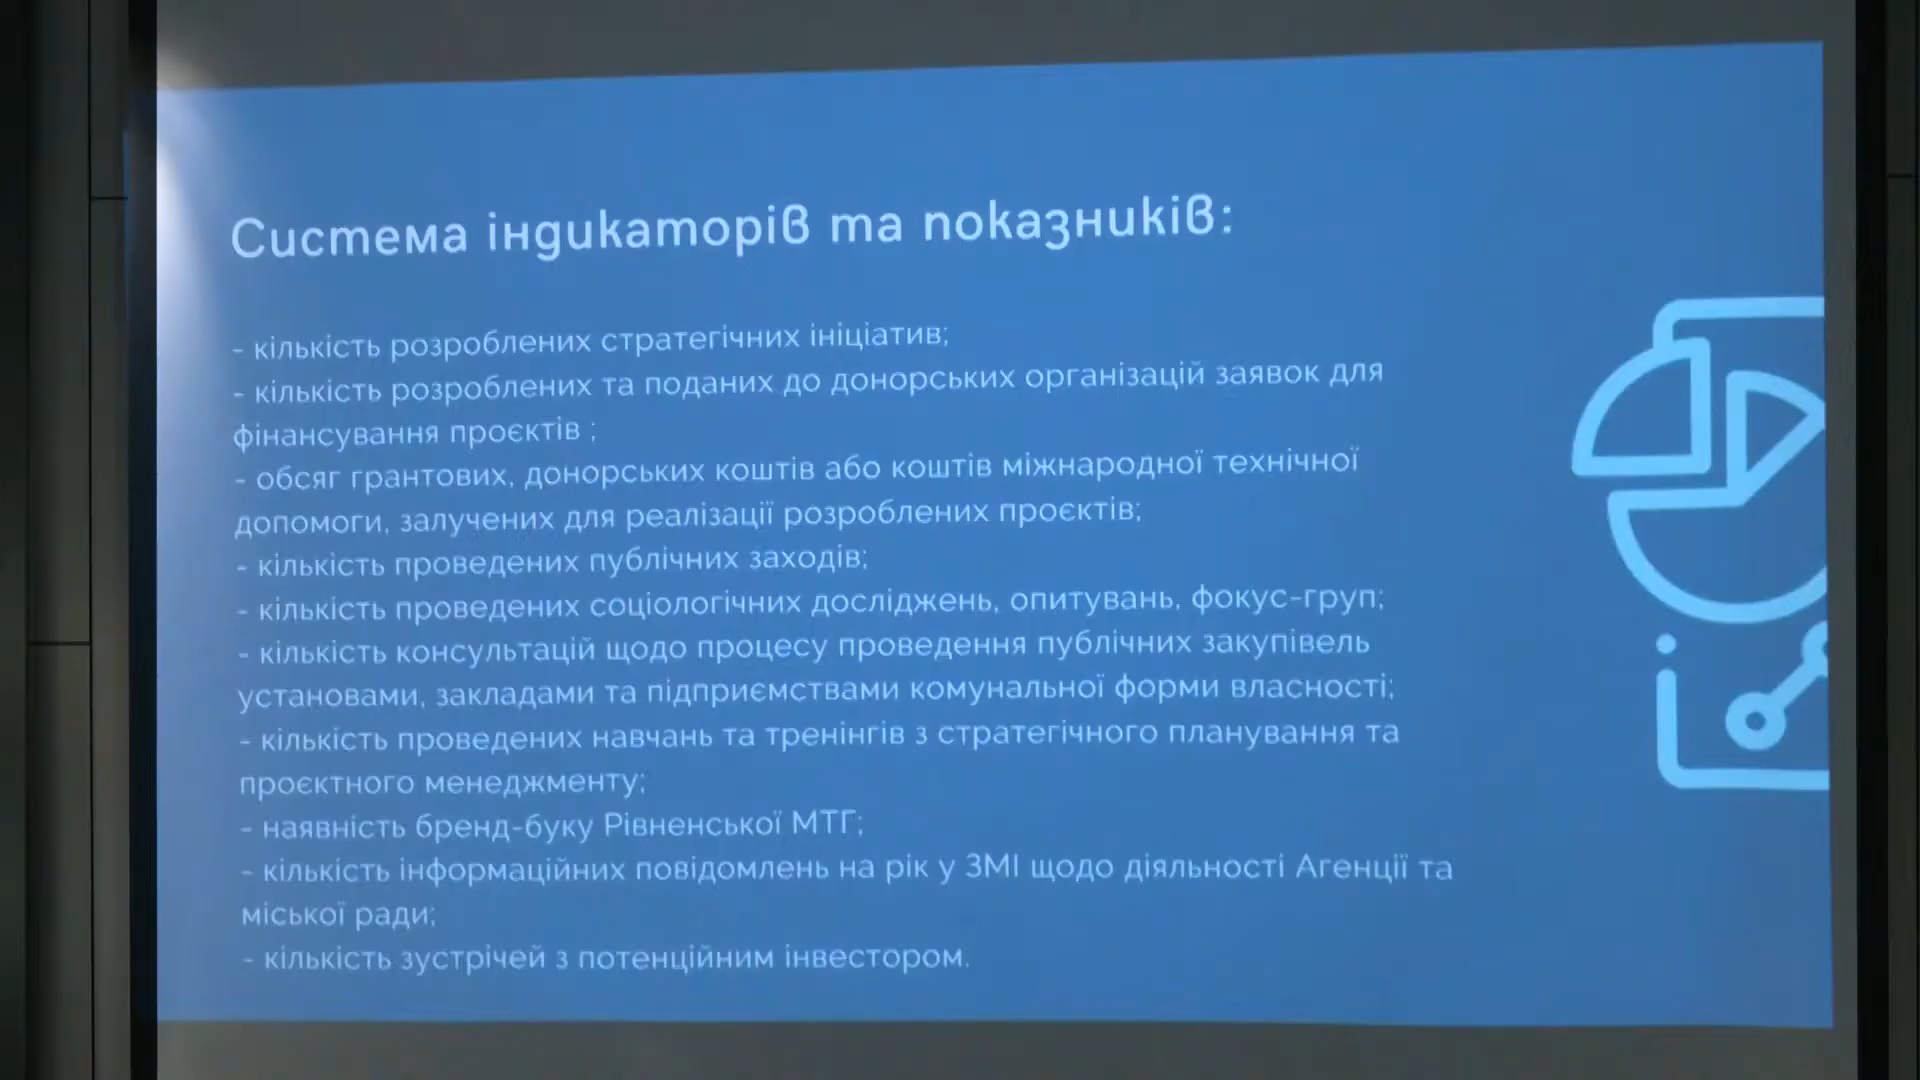 Система індикаторів та показників:
- кількість розроблених стратегічних ініціатив;
- кількість розроблених та поданих до донорських організацій заявок для
фінансування проєктів ;
- обсяг грантових, донорських коштів або коштів міжнародної технічної
допомоги, залучених для реалізації розроблених проєктів;
- кількість проведених публічних заходів;
- кількість проведених соціологічних досліджень, опитувань, фокус-груп;
- кількість консультацій щодо процесу проведення публічних закупівель
установами, закладами та підприємствами комунальної форми власності;
- кількість проведених навчань та тренінгів з стратегічного планування та
проєктного менеджменту;
- наявність бренд-буку Рівненської МТГ;
- кількість інформаційних повідомлень на рік у ЗМІ щодо діяльності Агенції та
міської ради;
- кількість зустрічей з потенційним інвестором.